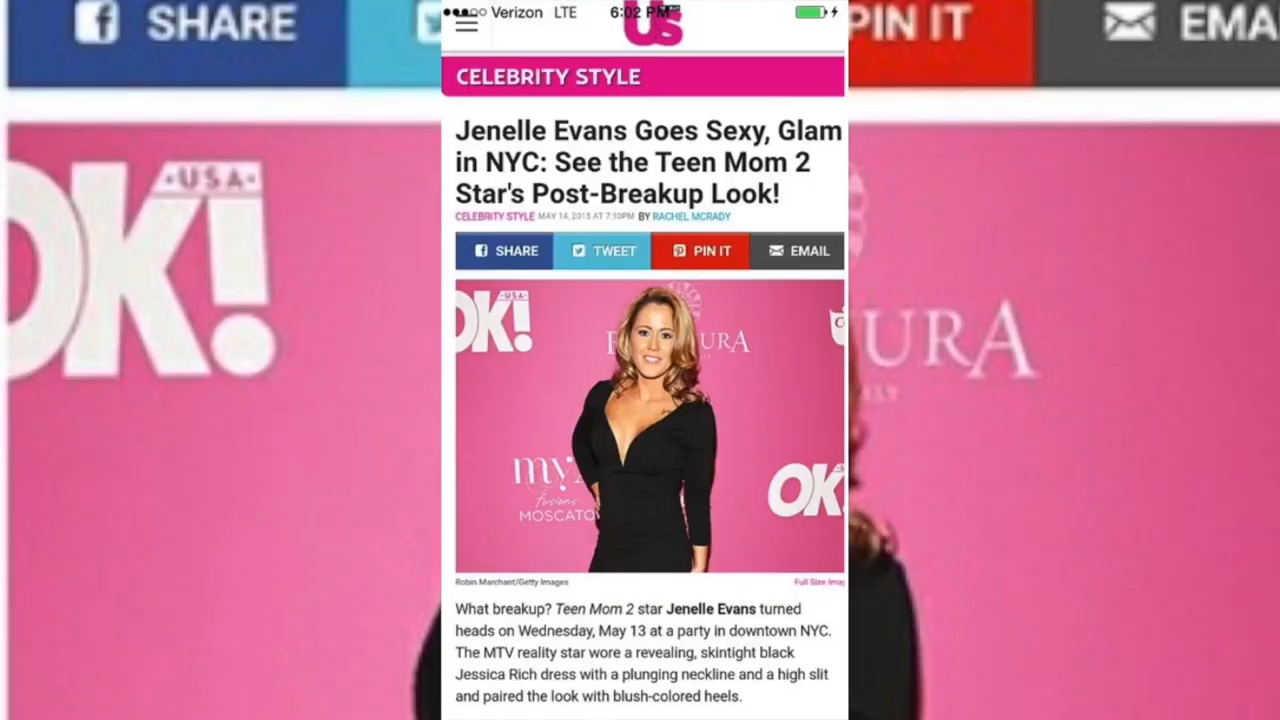 SHARE
PIN IT
EMA
Verizon LTE 6:02 PM
Us
CELEBRITY STYLE
Jenelle Evans Goes Sexy, Glam
in NYC: See the Teen Mom 2
Star's Post-Breakup Look!
CELEBRITY STYLE MAY 14, 2015 AT 7:10PM BY RACHEL MCRADY
SHARE TWEET PIN IT EMAIL
OK!
USA
OK!
USA
URA
URA
my
fusions
MOSCATO
OK
Robin Marchant/Getty Images
Full Size Imag
What breakup? Teen Mom 2 star Jenelle Evans turned
heads on Wednesday, May 13 at a party in downtown NYC.
The MTV reality star wore a revealing, skintight black
Jessica Rich dress with a plunging neckline and a high slit
and paired the look with blush-colored heels.